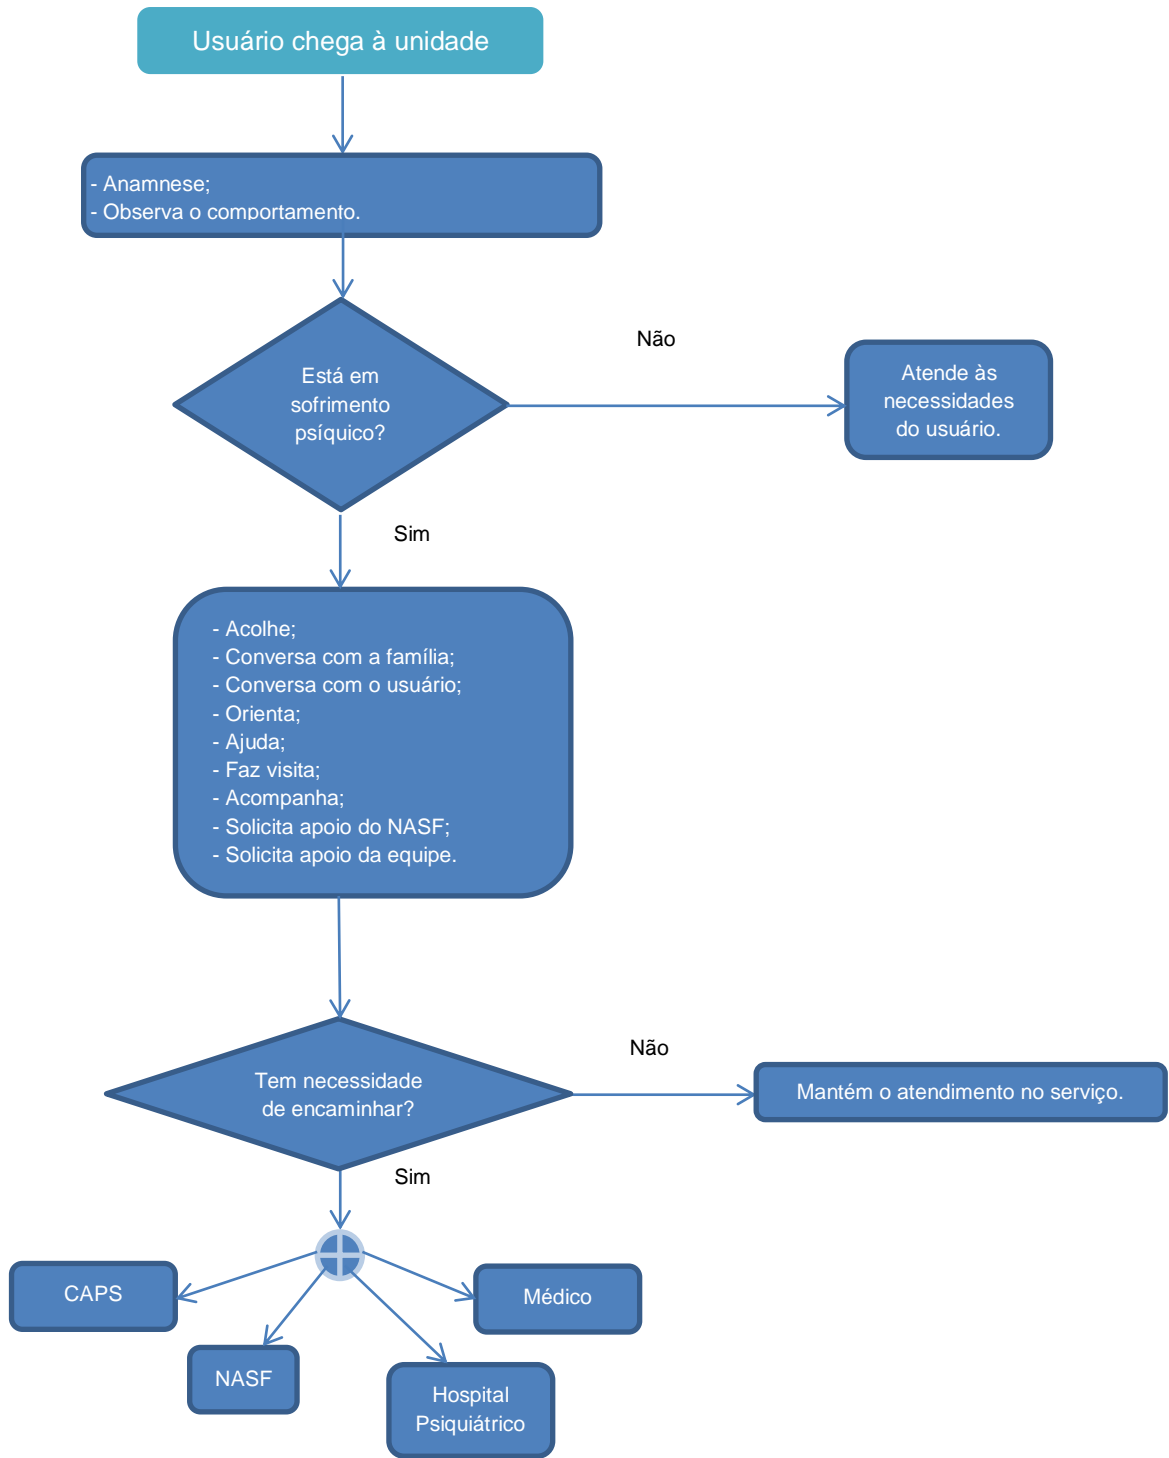 Usuário chega à unidade
- Anamnese;
- Observa o comportamento.
Está em
sofrimento
psíquico?
Não
Atende às
necessidades
do usuário.
Sim
- Acolhe;
- Conversa com a família;
- Conversa com o usuário;
- Orienta;
- Ajuda;
- Faz visita;
- Acompanha;
- Solicita apoio do NASF;
- Solicita apoio da equipe.
Tem necessidade
de encaminhar?
Não
Mantém o atendimento no serviço.
Sim
CAPS
Médico
NASF
Hospital
Psiquiátrico